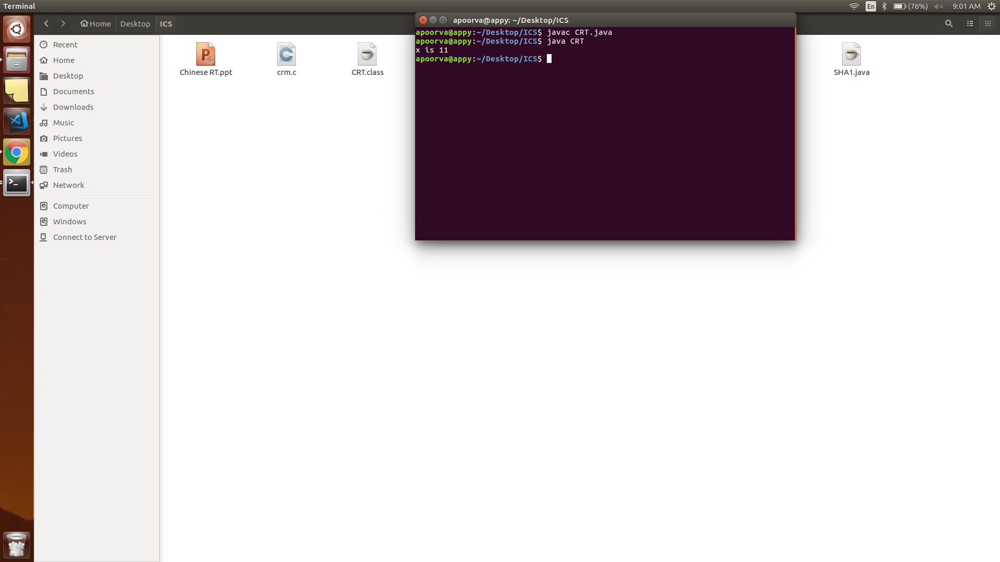 Terminal
En
(76%)
9:01 AM
Home
Desktop
ICS
apoorva@appy: ~/Desktop/ICS
apoorva@appy:~/Desktop/ICS$ javac CRT.java
apoorva@appy:~/Desktop/ICS$ java CRT
x is 11
apoorva@appy:~/Desktop/ICS$
Recent
Home
Desktop
Documents
Downloads
Music
Pictures
Videos
Trash
Network
Computer
Windows
Connect to Server
Chinese RT.ppt
crm.c
CRT.class
SHA1.java